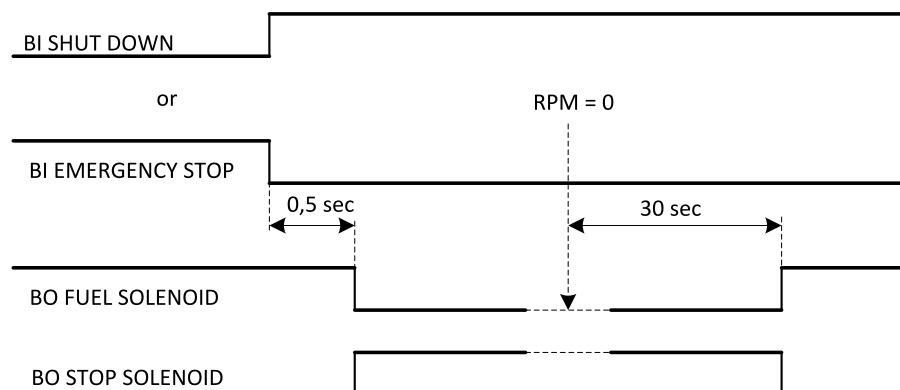 BI SHUT DOWN
or
RPM = 0
BI EMERGENCY STOP
0,5 sec
30 sec
BO FUEL SOLENOID
BO STOP SOLENOID